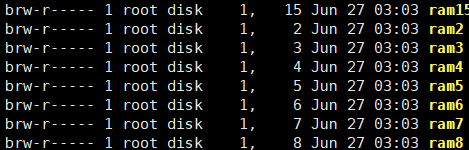 brw-r----- 1 root disk    1,   15 Jun 27 03:03 ram15
brw-r----- 1 root disk    1,    2 Jun 27 03:03 ram2
brw-r----- 1 root disk    1,    3 Jun 27 03:03 ram3
brw-r----- 1 root disk    1,    4 Jun 27 03:03 ram4
brw-r----- 1 root disk    1,    5 Jun 27 03:03 ram5
brw-r----- 1 root disk    1,    6 Jun 27 03:03 ram6
brw-r----- 1 root disk    1,    7 Jun 27 03:03 ram7
brw-r----- 1 root disk    1,    8 Jun 27 03:03 ram8